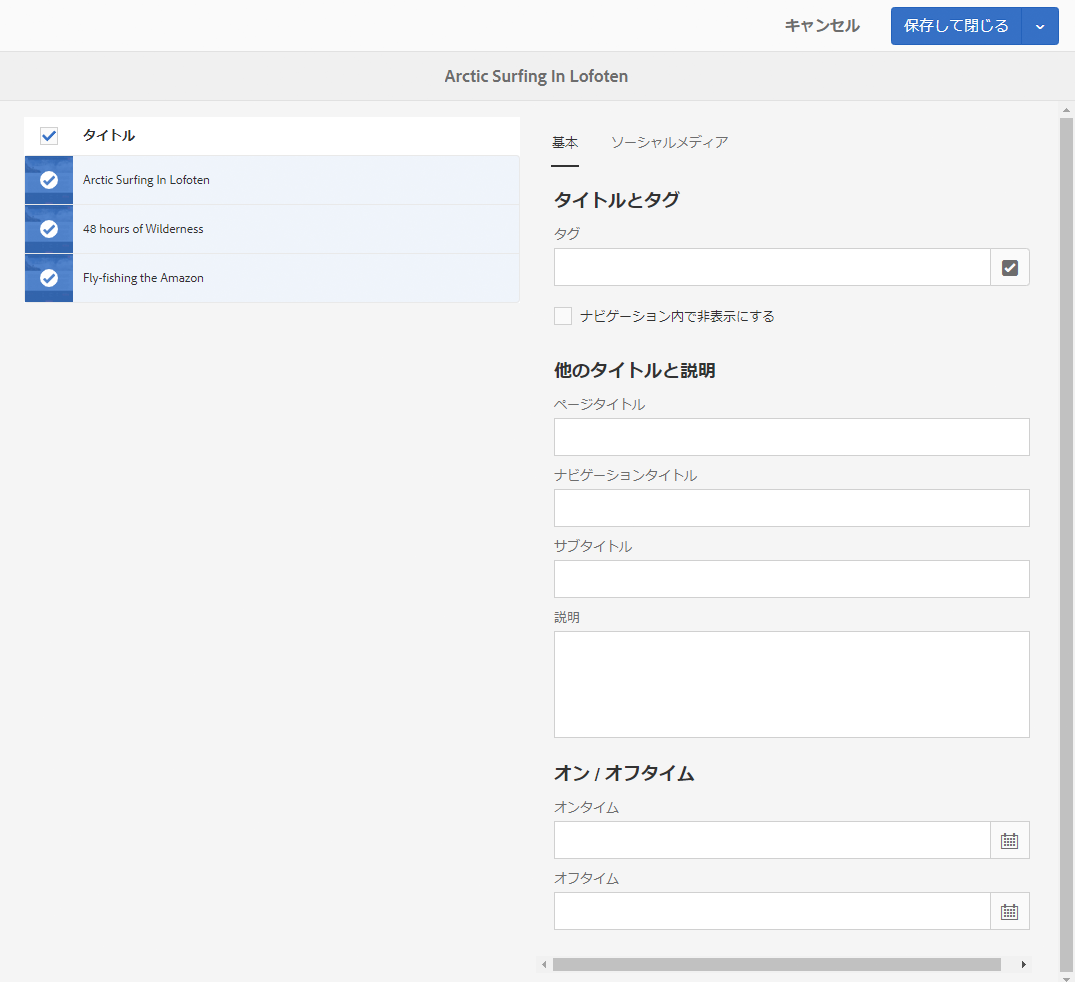 キャンセル
保存して閉じる
Arctic Surfing In Lofoten
タイトル
Arctic Surfing In Lofoten
48 hours of Wilderness
Fly-fishing the Amazon
基本 ソーシャルメディア
タイトルとタグ
タグ
ナビゲーション内で非表示にする
他のタイトルと説明
ページタイトル
ナビゲーションタイトル
サブタイトル
説明
オン / オフタイム
オンタイム
オフタイム